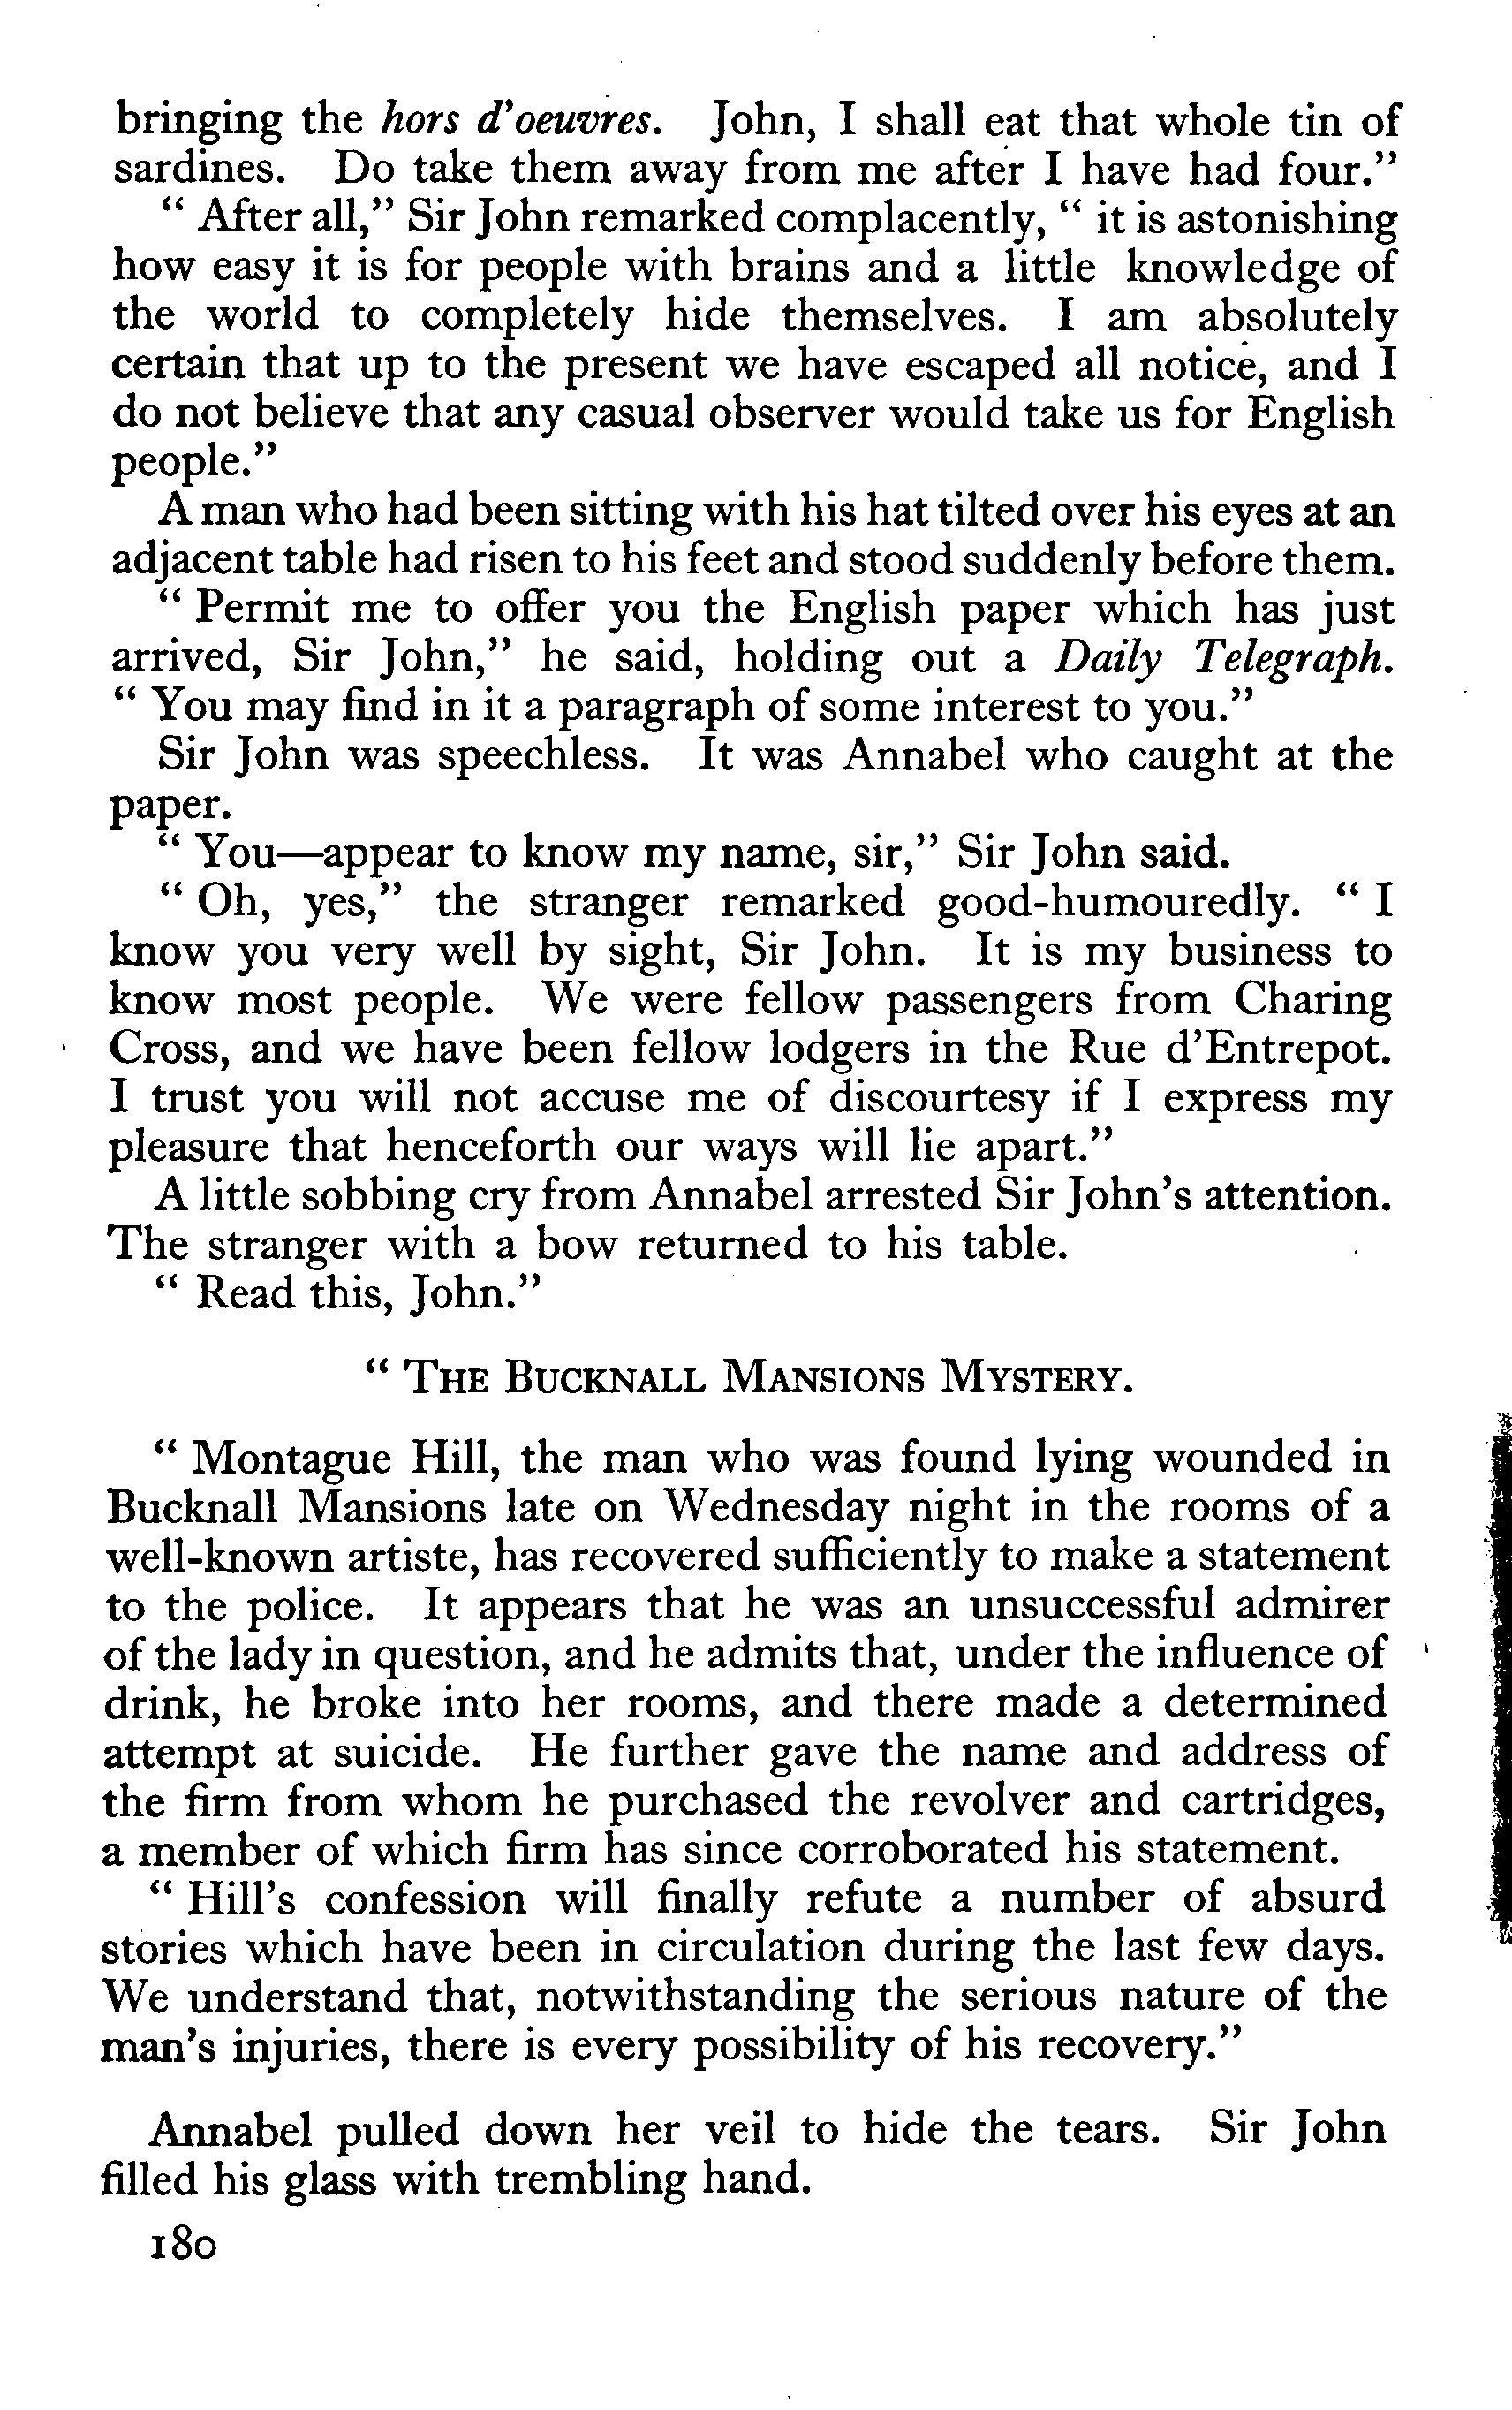 bringing the hors d'oeuvres. John, I shall eat that whole tin of
sardines. Do take them away from me after I have had four."
" After all," Sir John remarked complacently, " it is astonishing
how easy it is for people with brains and a little knowledge of
the world to completely hide themselves. I am absolutely
certain that up to the present we have escaped all notice, and I
do not believe that any casual observer would take us for English
people."
A man who had been sitting with his hat tilted over his eyes at an
adjacent table had risen to his feet and stood suddenly before them.
" Permit me to offer you the English paper which has just
arrived, Sir John," he said, holding out a Daily Telegraph.
" You may find in it a paragraph of some interest to you."
Sir John was speechless. It was Annabel who caught at the
paper.
" You—appear to know my name, sir," Sir John said.
" Oh, yes," the stranger remarked good-humouredly. " I
know you very well by sight, Sir John. It is my business to
know most people. We were fellow passengers from Charing
Cross, and we have been fellow lodgers in the Rue d'Entrepot.
I trust you will not accuse me of discourtesy if I express my
pleasure that henceforth our ways will lie apart."
A little sobbing cry from Annabel arrested Sir John's attention.
The stranger with a bow returned to his table.
" Read this, John."
" THE BUCKNALL MANSIONS MYSTERY.
" Montague Hill, the man who was found lying wounded in
Bucknall Mansions late on Wednesday night in the rooms of a
well-known artiste, has recovered sufficiently to make a statement
to the police. It appears that he was an unsuccessful admirer
of the lady in question, and he admits that, under the influence of
drink, he broke into her rooms, and there made a determined
attempt at suicide. He further gave the name and address of
the firm from whom he purchased the revolver and cartridges,
a member of which firm has since corroborated his statement.
" Hill's confession will finally refute a number of absurd
stories which have been in circulation during the last few days.
We understand that, notwithstanding the serious nature of the
man's injuries, there is every possibility of his recovery."
Annabel pulled down her veil to hide the tears. Sir John
filled his glass with trembling hand.
180